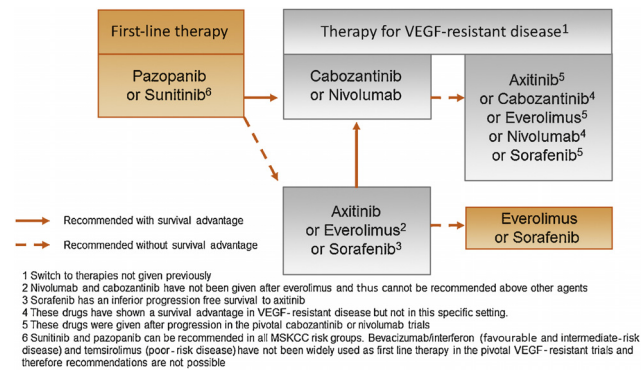 First-line therapy
Therapy for VEGF-resistant disease1
Pazopanib
or Sunitinib6
Cabozantinib
or Nivolumab
Axitinib5
or Cabozantinib4
or Everolimus5
or Nivolumab4
or Sorafenib5
Axitinib
or Everolimus2
or Sorafenib3
Everolimus
or Sorafenib
Recommended with survival advantage
Recommended without survival advantage
1 Switch to therapies not given previously
2 Nivolumab and cabozantinib have not been given after everolimus and thus cannot be recommended above other agents
3 Sorafenib has an inferior progression free survival to axitinib
4 These drugs have shown a survival advantage in VEGF-resistant disease but not in this specific setting.
5 These drugs were given after progression in the pivotal cabozantinib or nivolumab trials
6 Sunitinib and pazopanib can be recommended in all MSKCC risk groups. Bevacizumab/interferon (favourable and intermediate-risk
disease) and temsirolimus (poor-risk disease) have not been widely used as first line therapy in the pivotal VEGF-resistant trials and
therefore recommendations are not possible